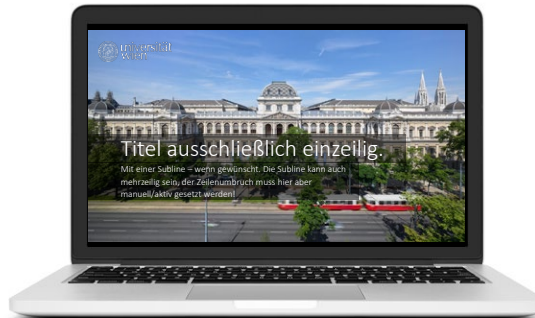 universität
wien
Titel ausschließlich einzeilig.
Mit einer Subline – wenn gewünscht. Die Subline kann auch
mehrzeilig sein, der Zeilenumbruch muss hier aber
manuell/aktiv gesetzt werden!